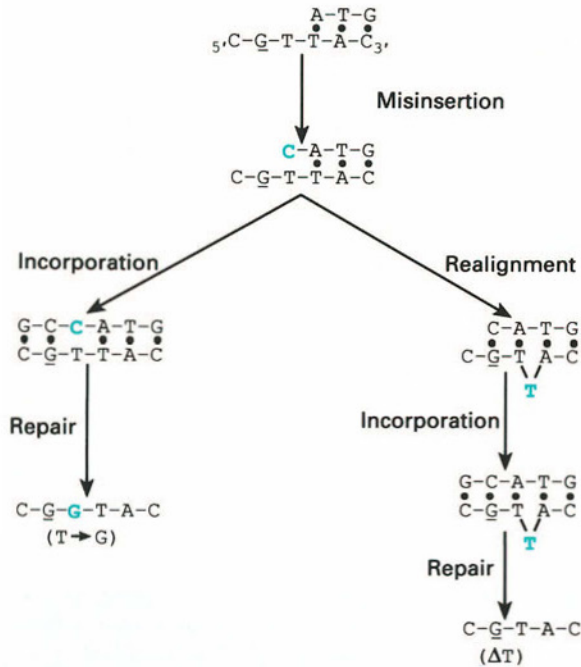 A-T-G
5'C-G-T-T-A-C3'
Misinsertion
C-A-T-G
C-G-T-T-A-C
Incorporation
Realignment
G-C-C-A-T-G
C-G-T-T-A-C
C-A-T-G
C-G-T A-C
T
Repair
Incorporation
C-G-G-T-A-C
(T→G)
G-C-A-T-G
C-G-T A-C
T
Repair
C-G-T-A-C
(ΔT)